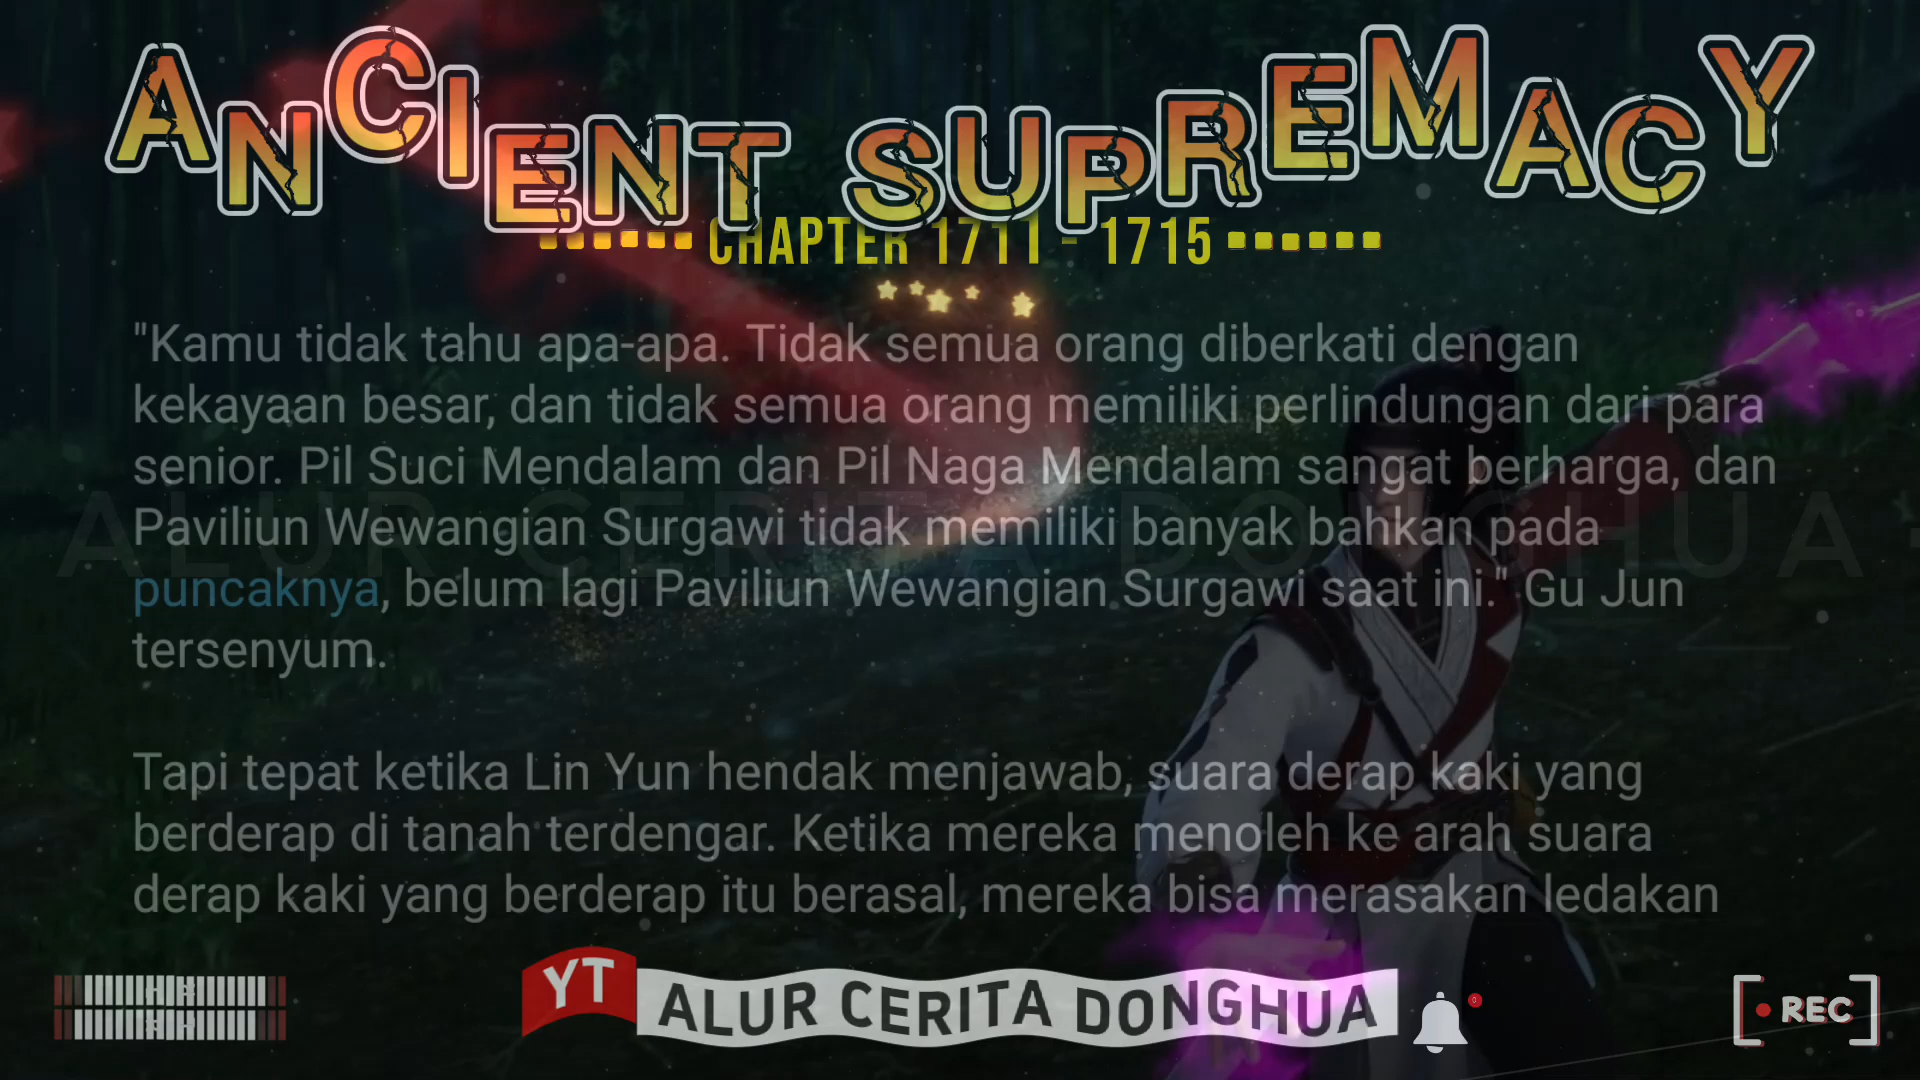 ANCIENT SUPREMACY
CHAPTER 1711 - 1715
"Kamu tidak tahu apa-apa. Tidak semua orang diberkati dengan
kekayaan besar, dan tidak semua orang memiliki perlindungan dari para
senior. Pil Suci Mendalam dan Pil Naga Mendalam sangat berharga, dan
ALUR CERITA DONGHUA
Paviliun Wewangian Surgawi tidak memiliki banyak bahkan pada
puncaknya, belum lagi Paviliun Wewangian Surgawi saat ini." Gu Jun
tersenyum.
Tapi tepat ketika Lin Yun hendak menjawab, suara derap kaki yang
berderap di tanah terdengar. Ketika mereka menoleh ke arah suara
derap kaki yang berderap itu berasal, mereka bisa merasakan ledakan
YT ALUR CERITA DONGHUA
REC